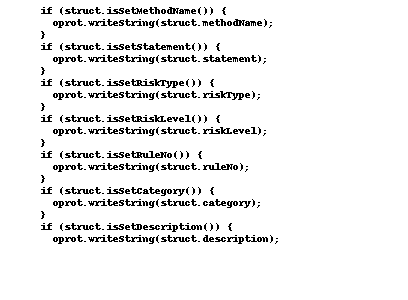 if (struct.isSetMethodName()) {
oprot.writeString(struct.methodName);
}
if (struct.isSetStatement()) {
oprot.writeString(struct.statement);
}
if (struct.isSetRiskType()) {
oprot.writeString(struct.riskType);
}
if (struct.isSetRiskLevel()) {
oprot.writeString(struct.riskLevel);
}
if (struct.isSetRuleNo()) {
oprot.writeString(struct.ruleNo);
}
if (struct.isSetCategory()) {
oprot.writeString(struct.category);
}
if (struct.isSetDescription()) {
oprot.writeString(struct.description);